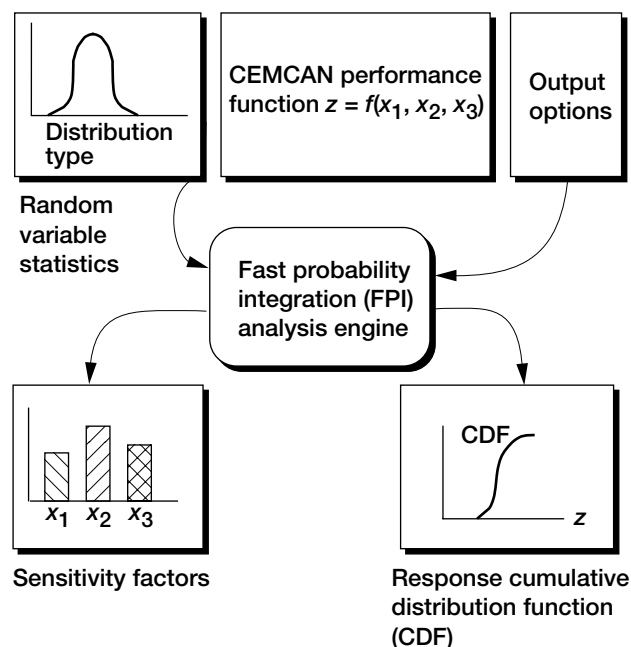 Distribution
type
CEMCAN performance
function z = f(x₁, x₂, x₃)
Output
options
Random
variable
statistics
Fast probability
integration (FPI)
analysis engine
x₁ x₂ x₃
Sensitivity factors
CDF
z
Response cumulative
distribution function
(CDF)